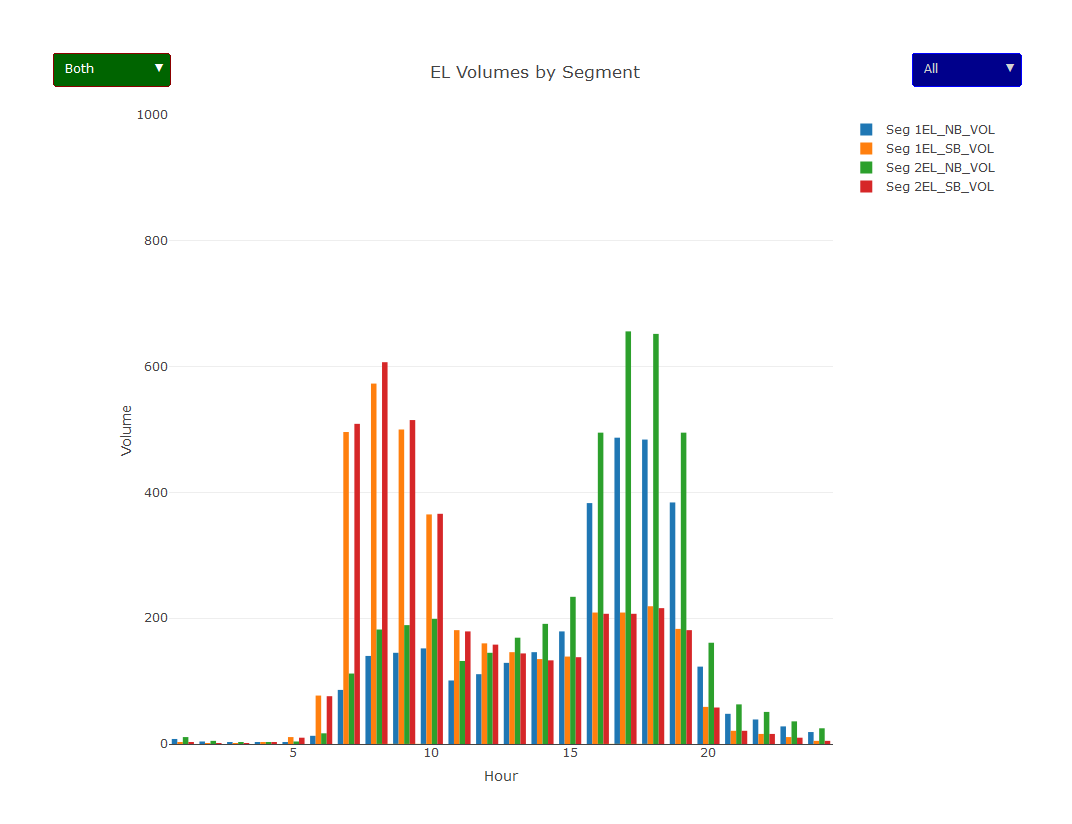 Both ▼
EL Volumes by Segment
All ▼
Seg 1EL_NB_VOL
Seg 1EL_SB_VOL
Seg 2EL_NB_VOL
Seg 2EL_SB_VOL
1000
800
600
400
200
0
Volume
5 10 15 20
Hour